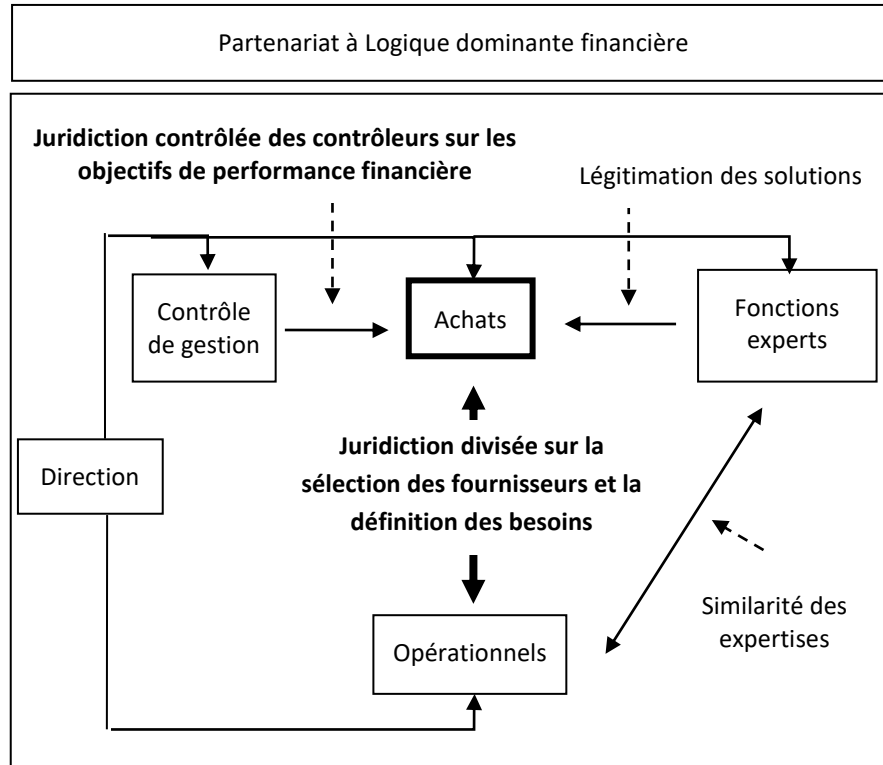 Partenariat à Logique dominante financière
Juridiction contrôlée des contrôleurs sur les
objectifs de performance financière
Légitimation des solutions
Contrôle
de gestion
Achats
Fonctions
experts
Direction
Juridiction divisée sur la
sélection des fournisseurs et la
définition des besoins
Opérationnels
Similarité des
expertises